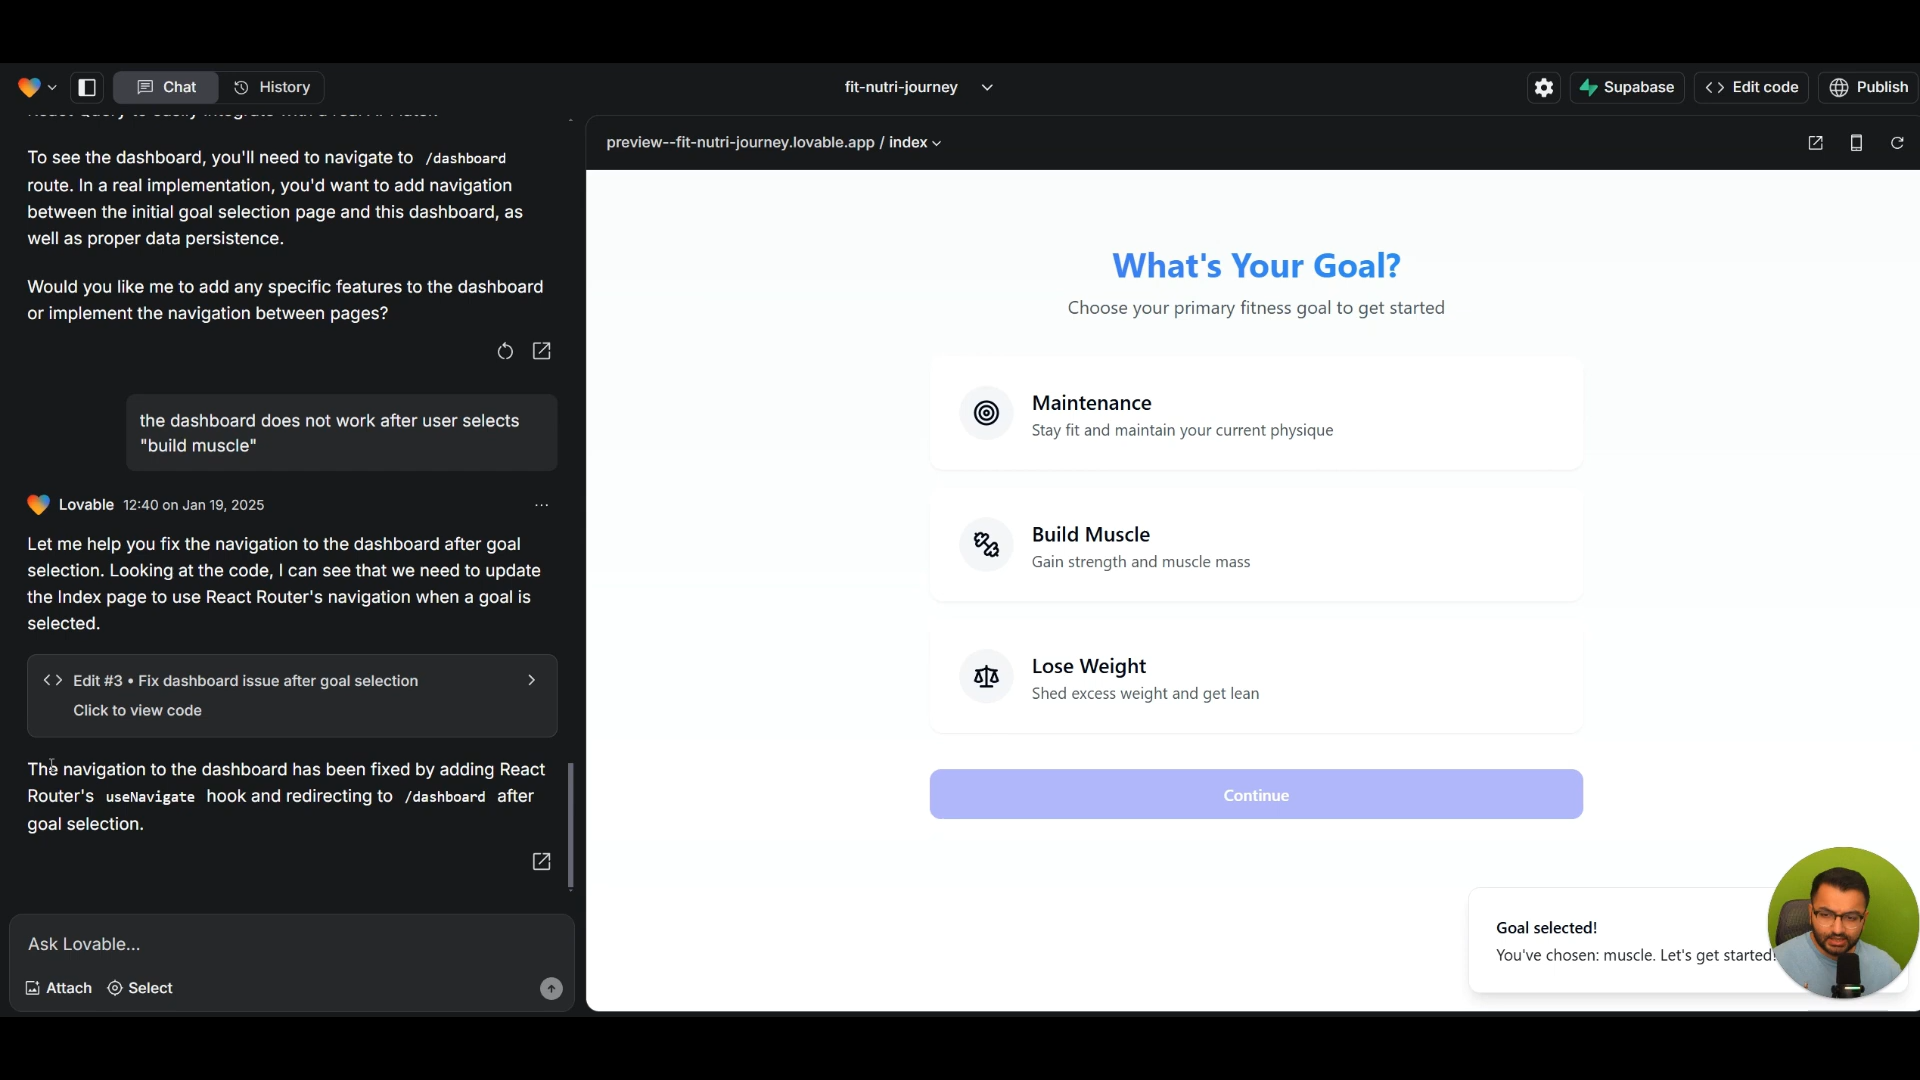 Chat
History
fit-nutri-journey
Supabase
Edit code
Publish
preview--fit-nutri-journey.lovable.app / index
To see the dashboard, you'll need to navigate to /dashboard
route. In a real implementation, you'd want to add navigation
between the initial goal selection page and this dashboard, as
well as proper data persistence.
Would you like me to add any specific features to the dashboard
or implement the navigation between pages?
the dashboard does not work after user selects
"build muscle"
Lovable 12:40 on Jan 19, 2025
Let me help you fix the navigation to the dashboard after goal
selection. Looking at the code, I can see that we need to update
the Index page to use React Router's navigation when a goal is
selected.
Edit #3 • Fix dashboard issue after goal selection
Click to view code
The navigation to the dashboard has been fixed by adding React
Router's useNavigate hook and redirecting to /dashboard after
goal selection.
Ask Lovable...
Attach
Select
What's Your Goal?
Choose your primary fitness goal to get started
Maintenance
Stay fit and maintain your current physique
Build Muscle
Gain strength and muscle mass
Lose Weight
Shed excess weight and get lean
Continue
Goal selected!
You've chosen: muscle. Let's get started!